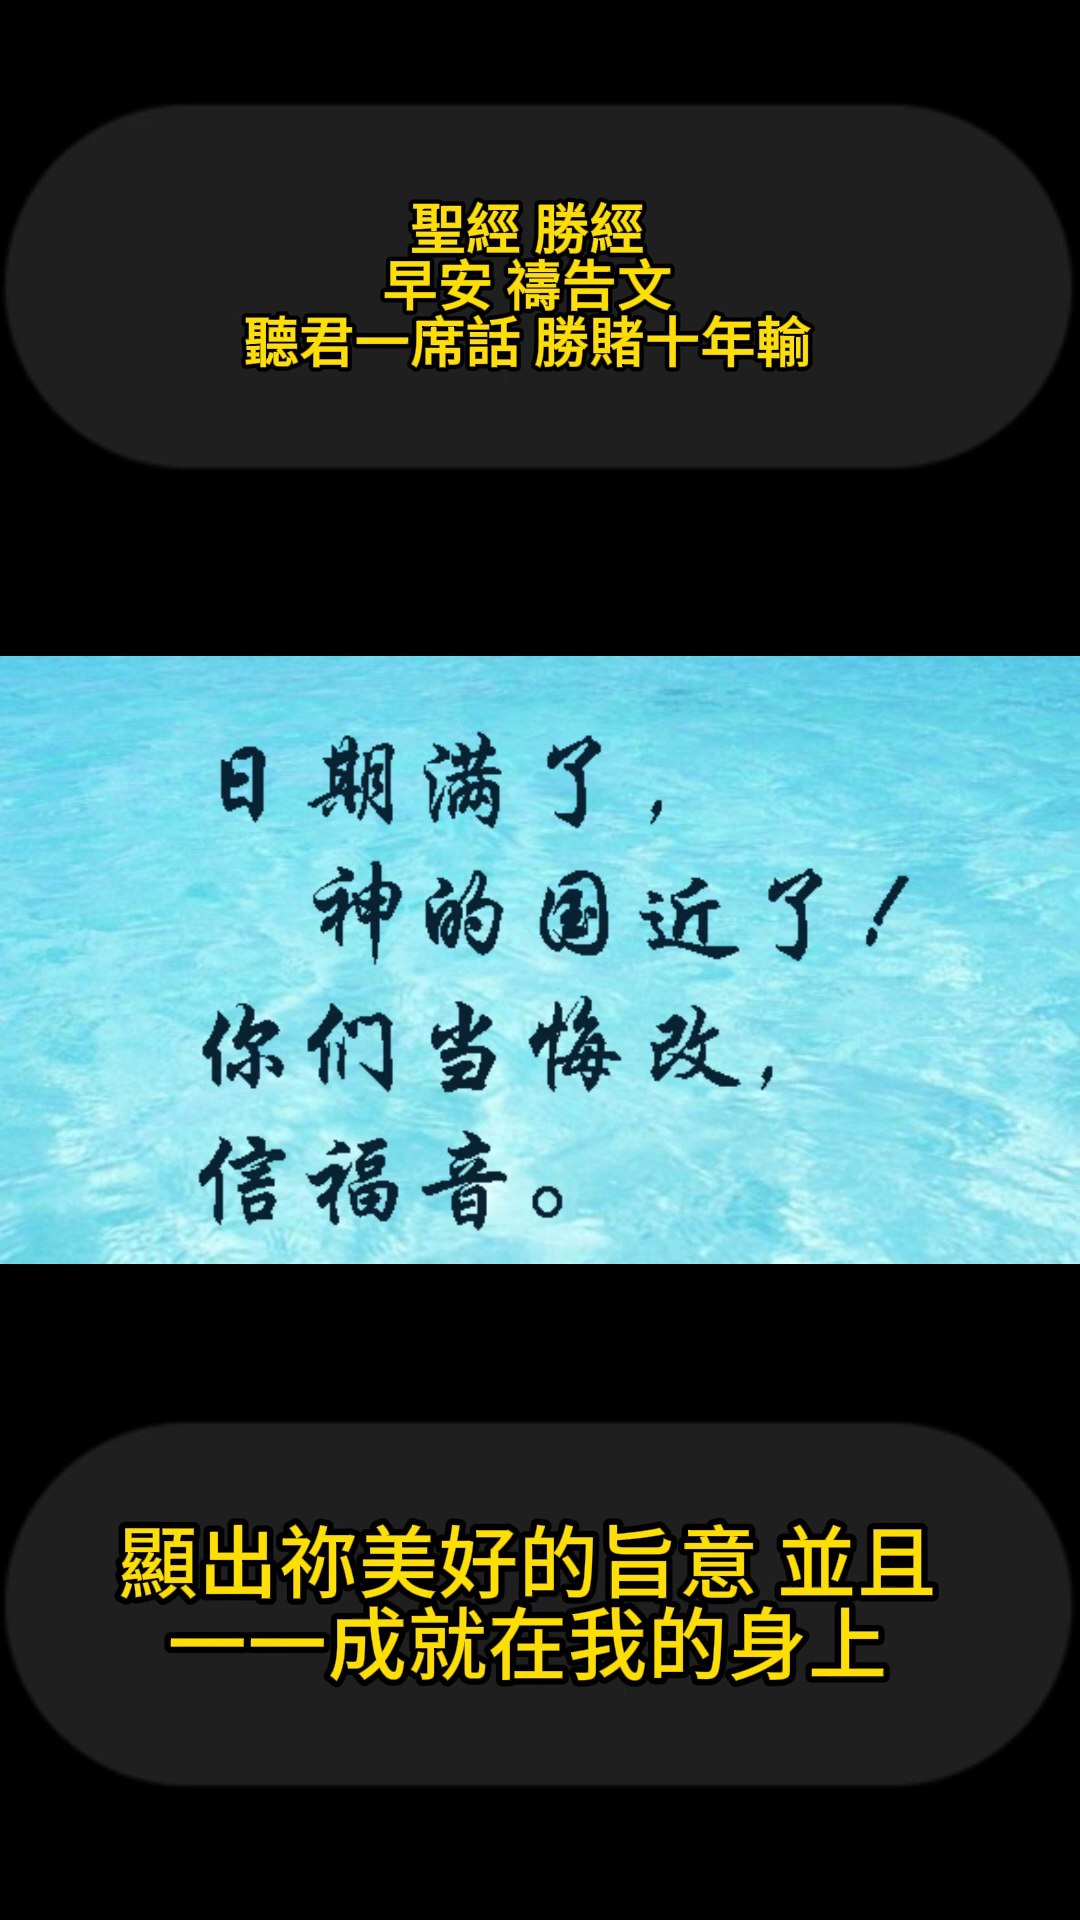 聖經 勝經
早安 禱告文
聽君一席話 勝賭十年輸
日期满了，
神的国近了！
你们当悔改，
信福音。
顯出祢美好的旨意 並且
一一成就在我的身上